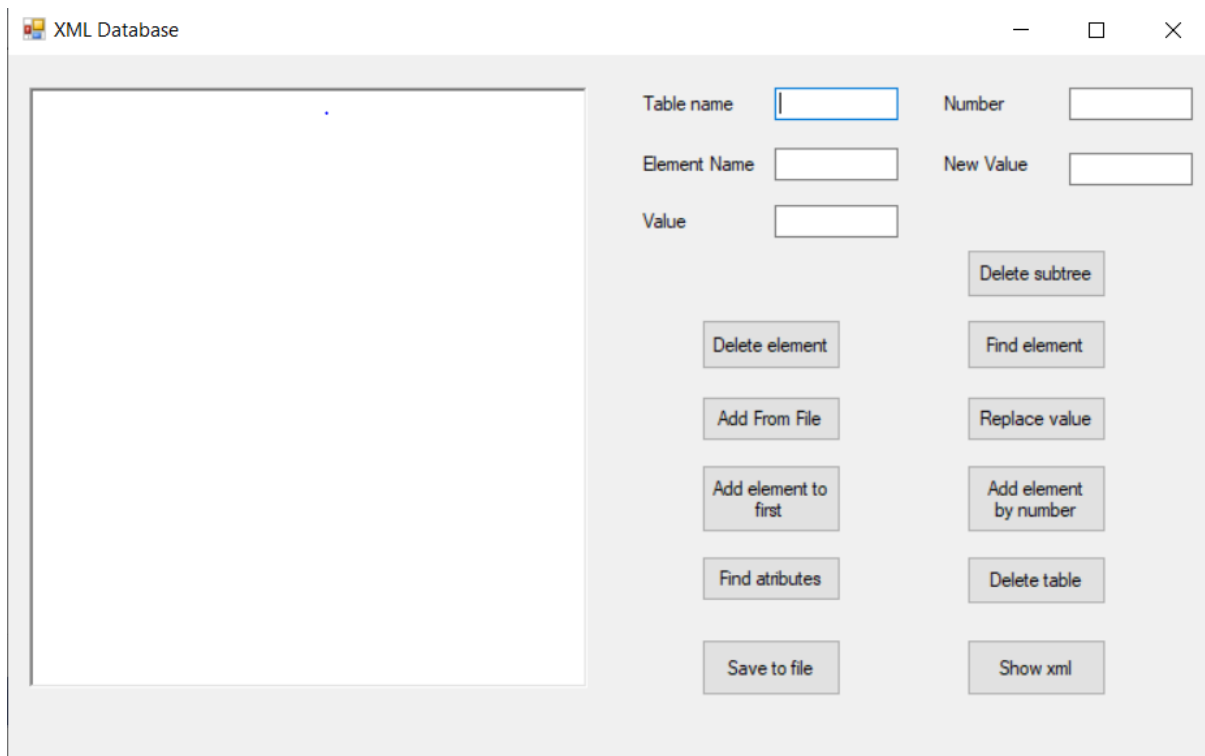 XML Database
Table name
Number
Element Name
New Value
Value
Delete subtree
Delete element
Find element
Add From File
Replace value
Add element to
first
Add element
by number
Find atributes
Delete table
Save to file
Show xml